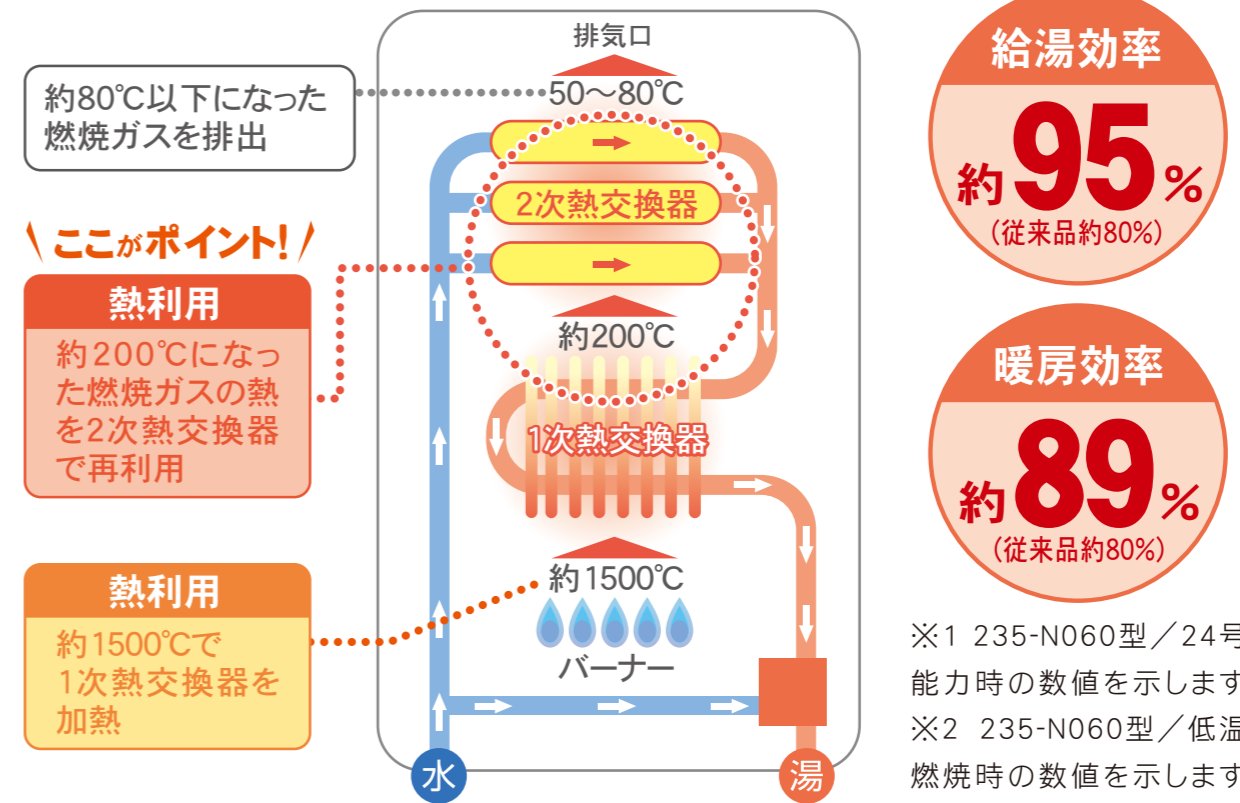 排気口
50〜80℃
約80℃以下になった
燃焼ガスを排出
ここがポイント!
熱利用
約200℃になっ
た燃焼ガスの熱
を2次熱交換器
で再利用
2次熱交換器
約200℃
1次熱交換器
熱利用
約1500℃で
1次熱交換器を
加熱
約1500℃
バーナー
水
湯
給湯効率
約95%
(従来品約80%)
暖房効率
約89%
(従来品約80%)
※1 235-N060型／24号
能力時の数値を示します
※2 235-N060型／低温
燃焼時の数値を示します